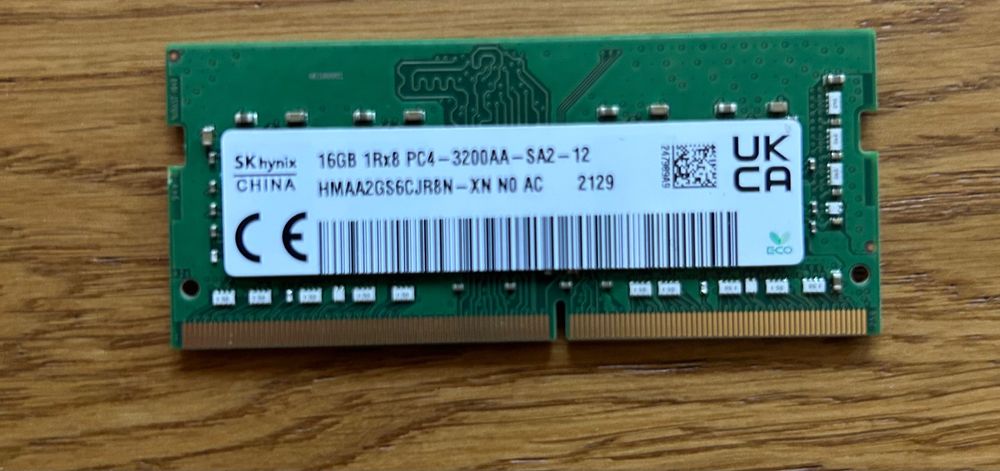 SK hynix
CHINA
16GB 1Rx8 PC4-3200AA-SA2-12
HMAA2GS6CJR8N-XN N0 AC 2129
CE
UK
CA
ECO